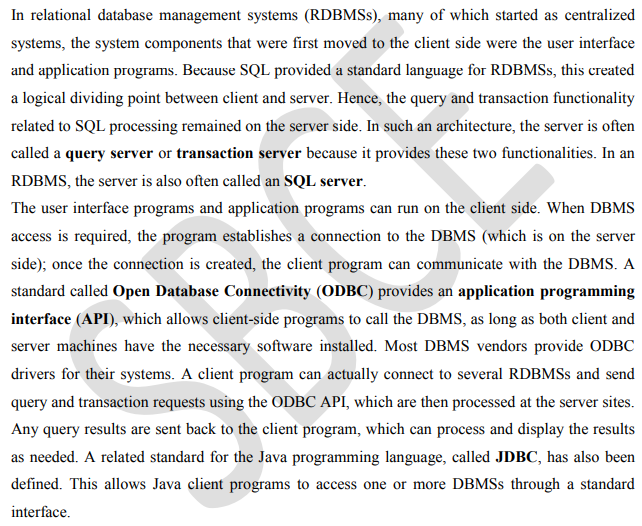 In relational database management systems (RDBMSs), many of which started as centralized
systems, the system components that were first moved to the client side were the user interface
and application programs. Because SQL provided a standard language for RDBMSs, this created
a logical dividing point between client and server. Hence, the query and transaction functionality
related to SQL processing remained on the server side. In such an architecture, the server is often
called a query server or transaction server because it provides these two functionalities. In an
RDBMS, the server is also often called an SQL server.
The user interface programs and application programs can run on the client side. When DBMS
access is required, the program establishes a connection to the DBMS (which is on the server
side); once the connection is created, the client program can communicate with the DBMS. A
standard called Open Database Connectivity (ODBC) provides an application programming
interface (API), which allows client-side programs to call the DBMS, as long as both client and
server machines have the necessary software installed. Most DBMS vendors provide ODBC
drivers for their systems. A client program can actually connect to several RDBMSs and send
query and transaction requests using the ODBC API, which are then processed at the server sites.
Any query results are sent back to the client program, which can process and display the results
as needed. A related standard for the Java programming language, called JDBC, has also been
defined. This allows Java client programs to access one or more DBMSs through a standard
interface.
SBCE